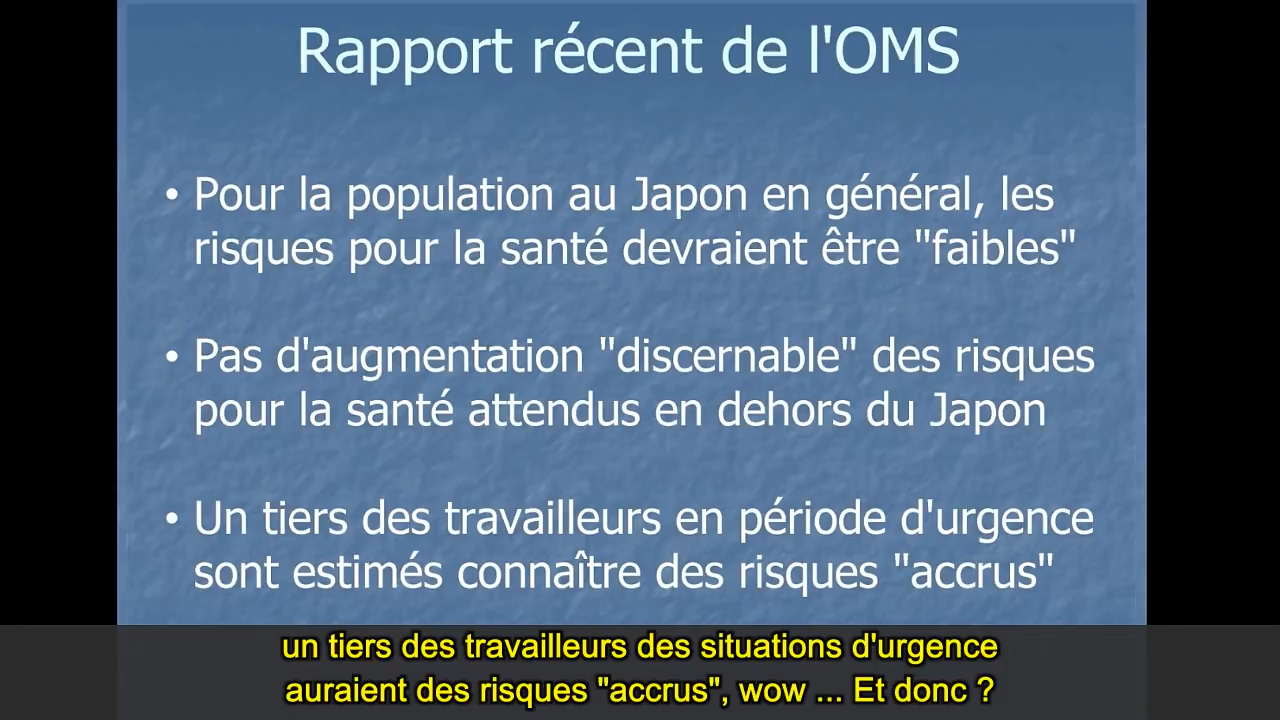 Rapport récent de l'OMS
• Pour la population au Japon en général, les
risques pour la santé devraient être "faibles"
• Pas d'augmentation "discernable" des risques
pour la santé attendus en dehors du Japon
• Un tiers des travailleurs en période d'urgence
sont estimés connaître des risques "accrus"
un tiers des travailleurs des situations d'urgence
auraient des risques "accrus", wow ... Et donc ?